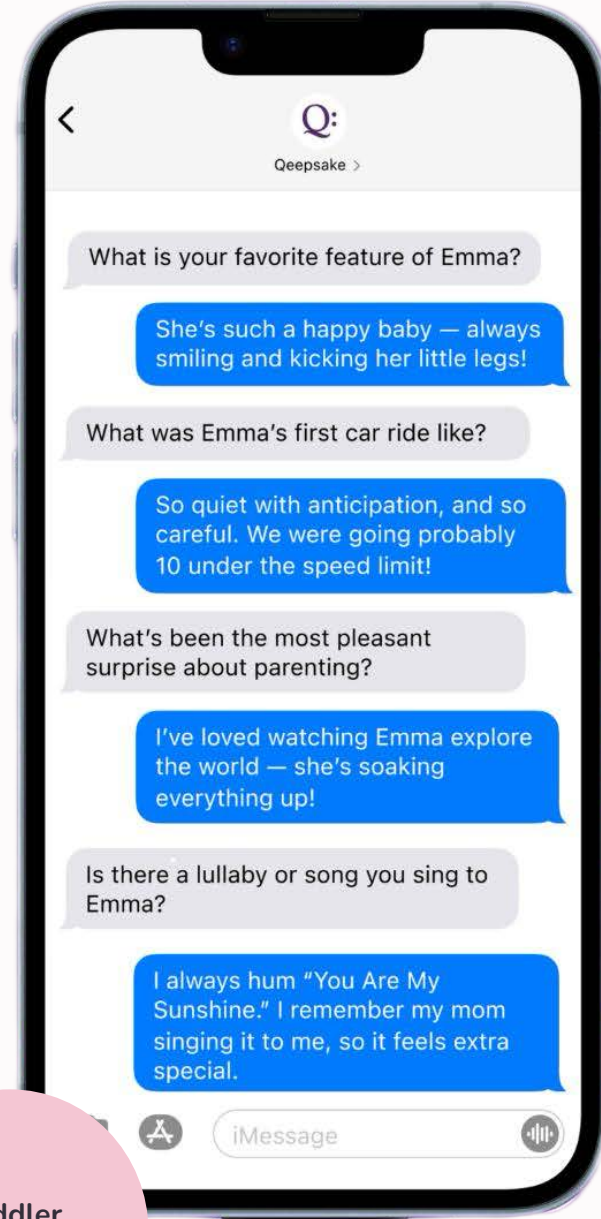 Q:
Qeepsake >
What is your favorite feature of Emma?
She's such a happy baby — always
smiling and kicking her little legs!
What was Emma's first car ride like?
So quiet with anticipation, and so
careful. We were going probably
10 under the speed limit!
What's been the most pleasant
surprise about parenting?
I've loved watching Emma explore
the world — she's soaking
everything up!
Is there a lullaby or song you sing to
Emma?
I always hum “You Are My
Sunshine.” I remember my mom
singing it to me, so it feels extra
special.
iMessage